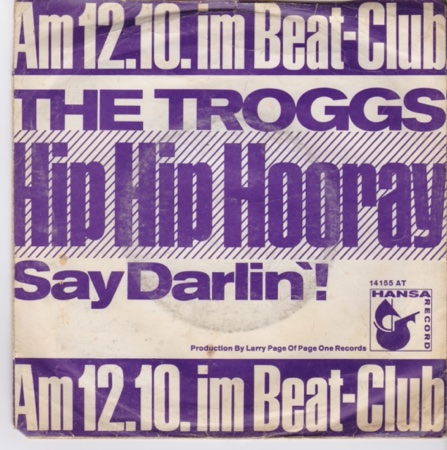 Am 12.10. im Beat-Club
THE TROGGS
Hip Hip Hooray
Say Darlin`!
14155 AT
HANSA
RECORD
Production By Larry Page Of Page One Records
Am 12.10. im Beat-Club